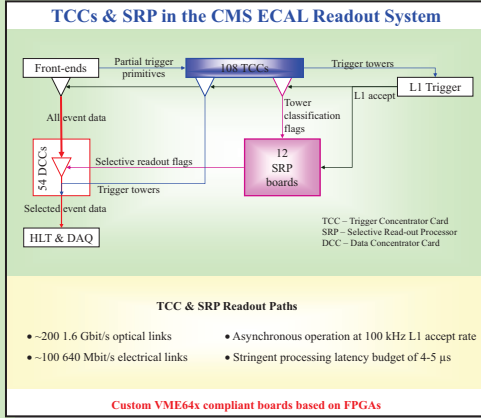 TCCs & SRP in the CMS ECAL Readout System
Front-ends
Partial trigger
primitives
108 TCCs
Trigger towers
L1 Trigger
L1 accept
All event data
Tower
classification
flags
54 DCCs
Selective readout flags
12
SRP
boards
Trigger towers
Selected event data
HLT & DAQ
TCC – Trigger Concentrator Card
SRP – Selective Read-out Processor
DCC – Data Concentrator Card
TCC & SRP Readout Paths
• ~200 1.6 Gbit/s optical links
• Asynchronous operation at 100 kHz L1 accept rate
• ~100 640 Mbit/s electrical links
• Stringent processing latency budget of 4-5 µs
Custom VME64x compliant boards based on FPGAs